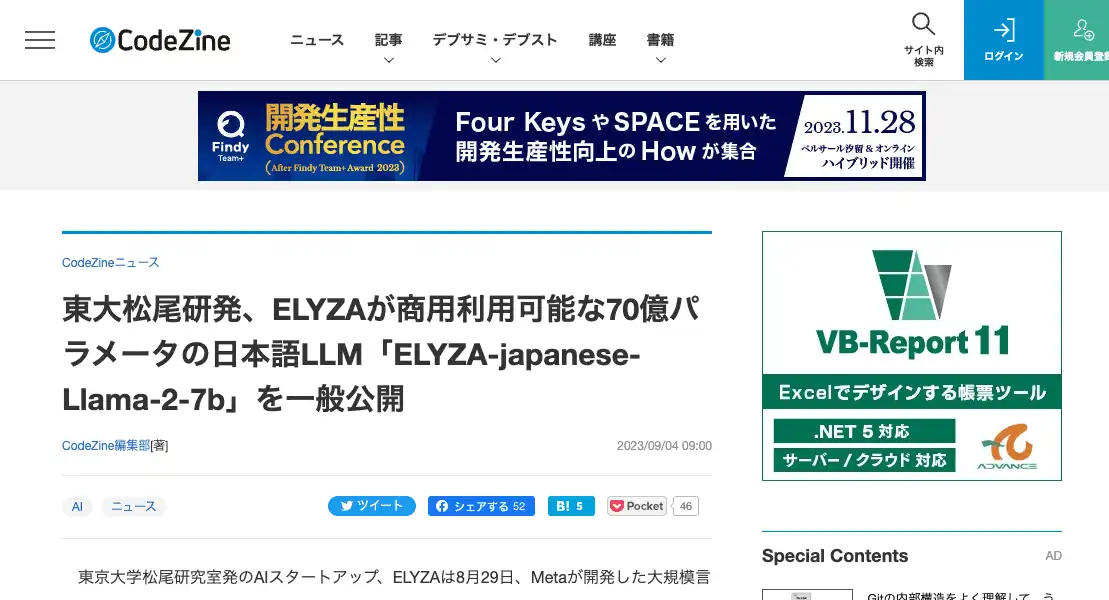 CodeZine
ニュース
記事
デブサミ・デブスト
講座
書籍
サイト内
検索
ログイン
新規会員登録
Findy
Team+
開発生産性
Conference
(After Findy Team+ Award 2023)
Four Keys や SPACE を用いた
開発生産性向上の How が集合
2023.11.28
ベルサール汐留 & オンライン
ハイブリッド開催
CodeZineニュース
東大松尾研発、ELYZAが商用利用可能な70億パ
ラメータの日本語LLM「ELYZA-japanese-
Llama-2-7b」を一般公開
CodeZine編集部[著]
2023/09/04 09:00
AI
ニュース
ツイート
シェアする 52
B! 5
Pocket
46
東京大学松尾研究室発のAIスタートアップ、ELYZAは8月29日、Metaが開発した大規模言
VB-Report 11
Excelでデザインする帳票ツール
.NET 5 対応
サーバー / クラウド 対応
ADVANCE
Special Contents
AD
Gitの内部構造をよく理解して、う